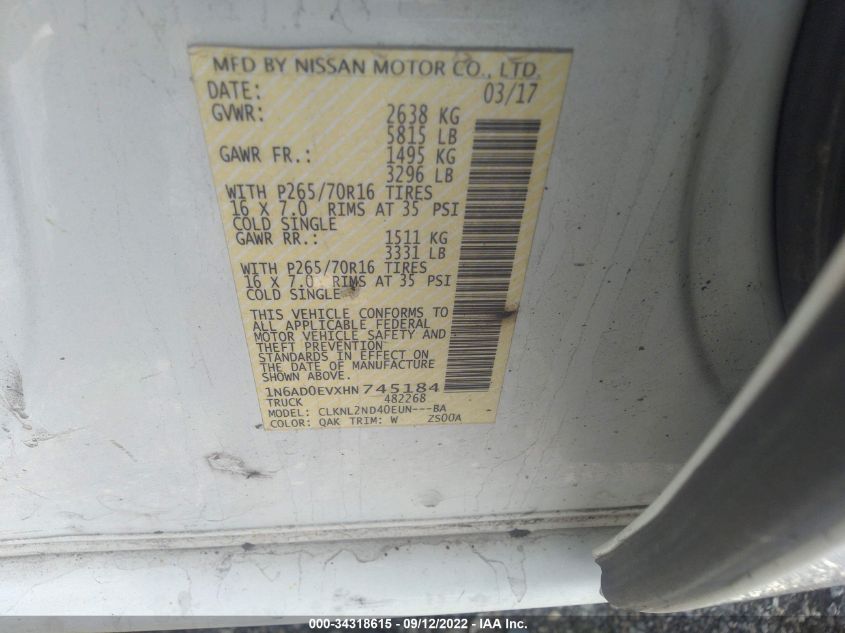 MFD BY NISSAN MOTOR CO., LTD.
DATE: 03/17
GVWR: 2638 KG
5815 LB
GAWR FR.: 1495 KG
3296 LB
WITH P265/70R16 TIRES
16 X 7.0 RIMS AT 35 PSI
COLD SINGLE
GAWR RR.: 1511 KG
3331 LB
WITH P265/70R16 TIRES
16 X 7.0 RIMS AT 35 PSI
COLD SINGLE
THIS VEHICLE CONFORMS TO
ALL APPLICABLE FEDERAL
MOTOR VEHICLE SAFETY AND
THEFT PREVENTION
STANDARDS IN EFFECT ON
THE DATE OF MANUFACTURE
1N6AD0EVXHN745184
TRUCK 482268
MODEL: CLKNL2ND40EUN---BA
COLOR: QAK TRIM: W ZS00A
000-34318615 - 09/12/2022 - IAA Inc.